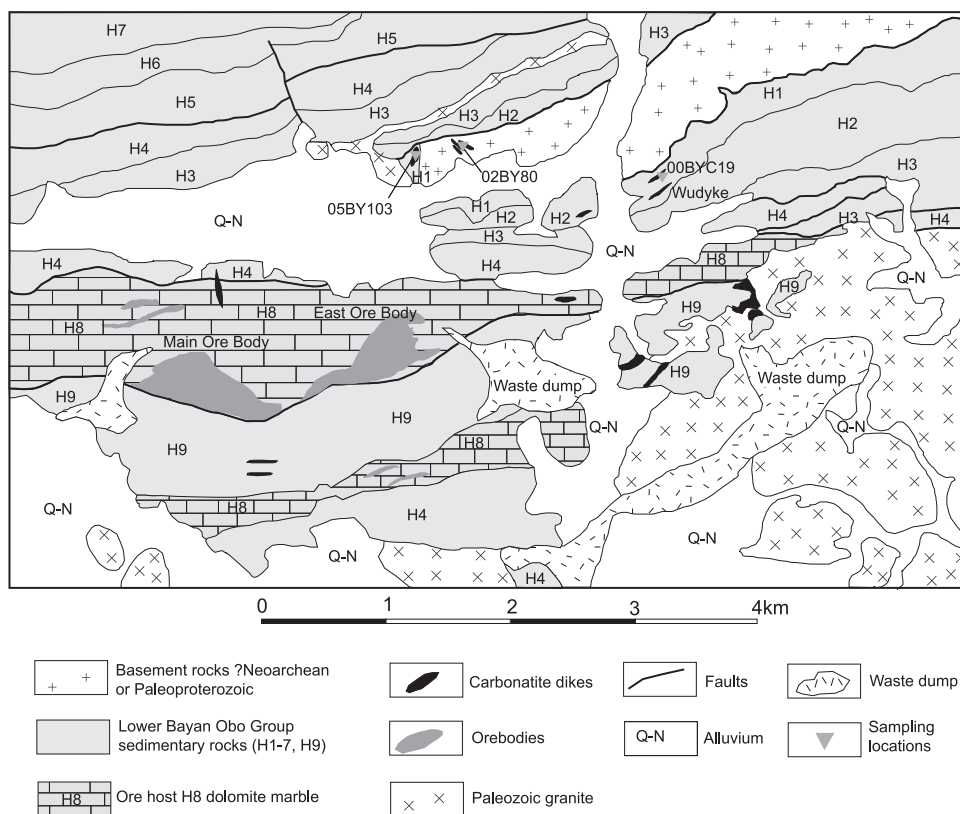 H7
H3
H5
H6
H1
H4
H5
H2
H3
H3
H2
H4
00BYC19
H3
H3
H1
02BY80
Wudyke
05BY103
H1
H2
H2
H4
H3
H4
Q-N
H3
Q-N
H8
H4
H4
H4
Q-N
H9
H8
East Ore Body
H9
H8
Main Ore Body
H9
Waste dump
Waste dump
H9
H9
H8
Q-N
Q-N
H9
Q-N
H8
H4
Q-N
Q-N
H4
0 1 2 3 4km
Basement rocks ?Neoarchean
or Paleoproterozoic
Carbonatite dikes
Faults
Waste dump
Lower Bayan Obo Group
sedimentary rocks (H1-7, H9)
Orebodies
Q-N
Alluvium
Sampling
locations
H8
Ore host H8 dolomite marble
Paleozoic granite